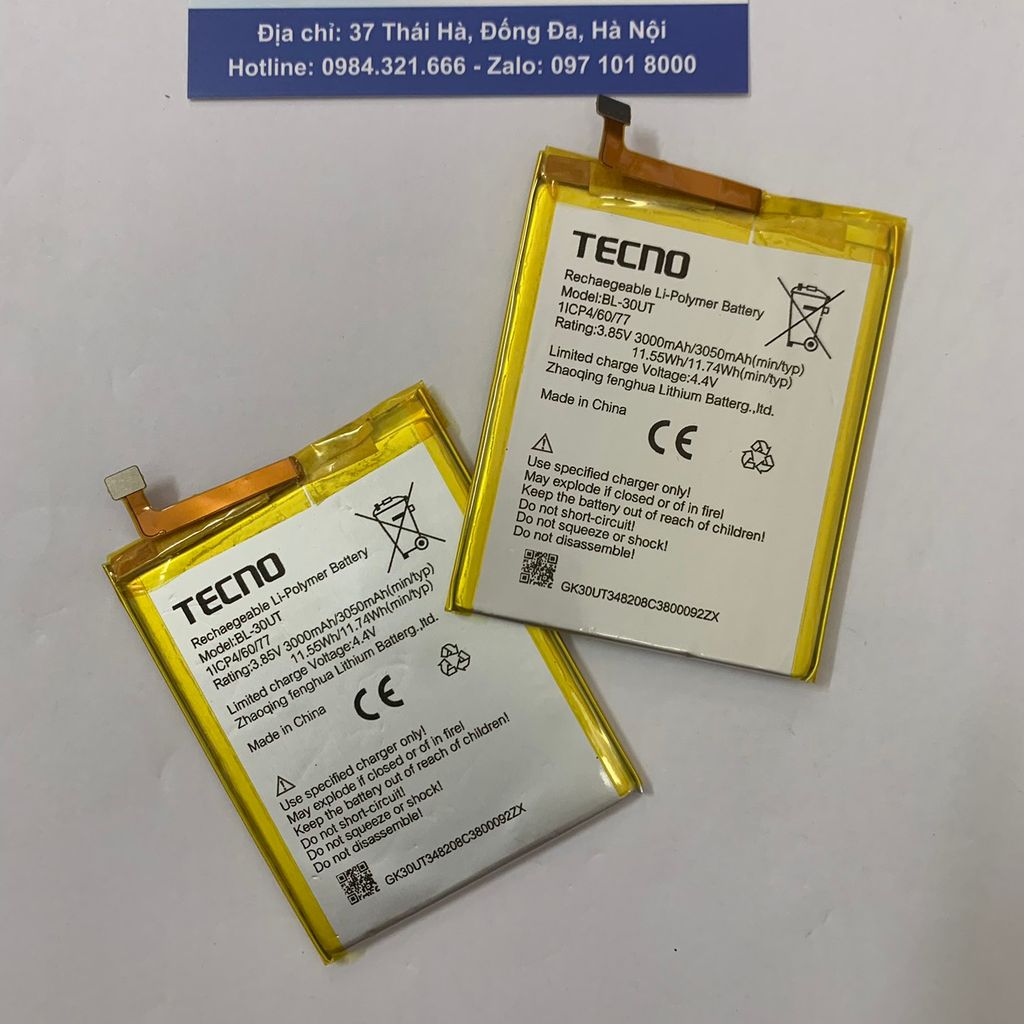 Địa chỉ: 37 Thái Hà, Đống Đa, Hà Nội
Hotline: 0984.321.666 - Zalo: 097 101 8000
TECNO
Rechaegeable Li-Polymer Battery
Model:BL-30UT
1ICP4/60/77
Rating:3.85V 3000mAh/3050mAh(min/typ)
11.55Wh/11.74Wh(min/typ)
Limited charge Voltage:4.4V
Zhaoqing fenghua Lithium Batterg.,ltd.
Made in China
CE
Use specified charger only!
May explode if closed or of in firel
Keep the battery out of reach of children!
Do not short-circuit!
Do not squeeze or shock!
Do not disassemble!
GK30UT348208C3800092ZX
TECNO
Rechaegeable Li-Polymer Battery
Model:BL-30UT
1ICP4/60/77
Rating:3.85V 3000mAh/3050mAh(min/typ)
11.55Wh/11.74Wh(min/typ)
Limited charge Voltage:4.4V
Zhaoqing fenghua Lithium Batterg.,ltd.
Made in China
CE
Use specified charger only!
May explode if closed or of in firel
Keep the battery out of reach of children!
Do not short-circuit!
Do not squeeze or shock!
Do not disassemble!
GK30UT348208C3800092ZX